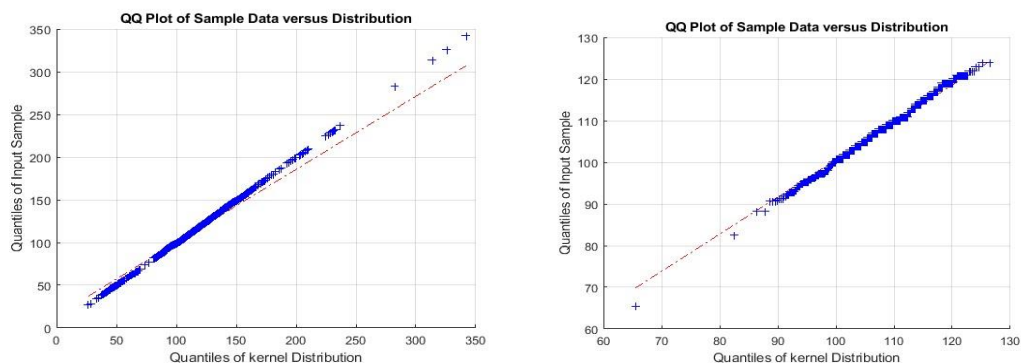 QQ Plot of Sample Data versus Distribution
350
300
250
200
150
100
50
0
Quantiles of Input Sample
0 50 100 150 200 250 300 350
Quantiles of kernel Distribution
QQ Plot of Sample Data versus Distribution
130
120
110
100
90
80
70
60
Quantiles of Input Sample
60 70 80 90 100 110 120 130
Quantiles of kernel Distribution